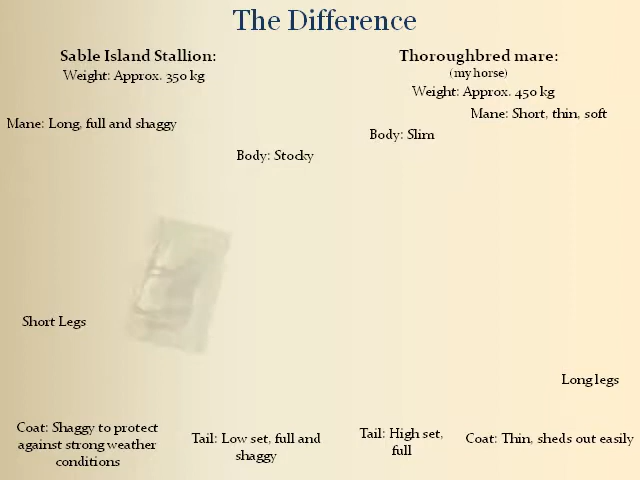 The Difference
Sable Island Stallion:
Weight: Approx. 350 kg
Thoroughbred mare:
(my horse)
Weight: Approx. 450 kg
Mane: Short, thin, soft
Mane: Long, full and shaggy
Body: Slim
Body: Stocky
Short Legs
Long legs
Coat: Shaggy to protect
against strong weather
conditions
Tail: Low set, full and
shaggy
Tail: High set,
full
Coat: Thin, sheds out easily